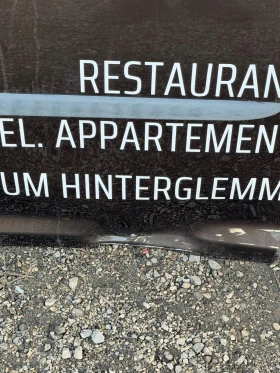 RESTAURAN
EL. APPARTEMEN
UM HINTERGLEMM